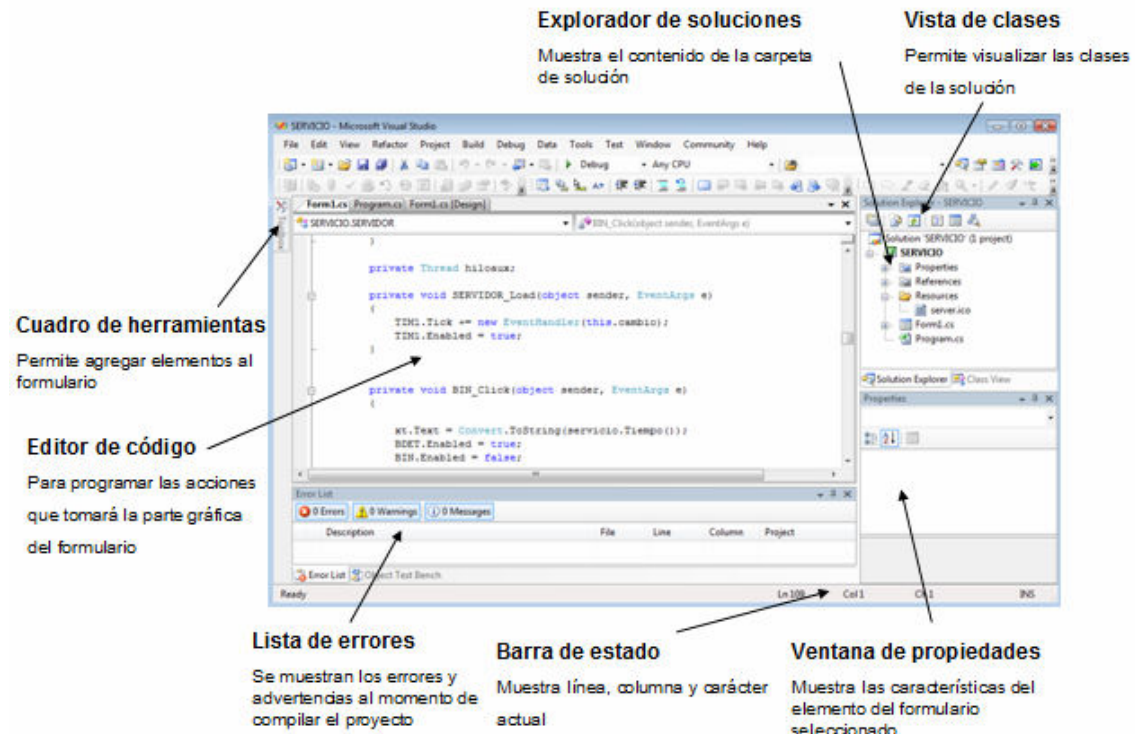 Explorador de soluciones
Muestra el contenido de la carpeta
de solución
Vista de clases
Permite visualizar las clases
de la solución
SERVICIO - Microsoft Visual Studio
File Edit View Refactor Project Build Debug Data Tools Test Window Community Help
Debug Any CPU
Form1.cs Program.cs Form1.cs [Design]
SERVICIO.SERVIDOR
BIN_Click(object sender, EventArgs e)
}
private Thread hiloaux;
private void SERVIDOR_Load(object sender, EventArgs e)
{
TIM1.Tick += new EventHandler(this.cambio);
TIM1.Enabled = true;
}
private void BIN_Click(object sender, EventArgs e)
{
xt.Text = Convert.ToString(servicio.Tiempo());
BDET.Enabled = true;
BIN.Enabled = false;
Solution Explorer - SERVICIO
Solution 'SERVICIO' (1 project)
SERVICIO
Properties
References
Resources
server.ico
Form1.cs
Program.cs
Solution Explorer Class View
Properties
Error List
0 Errors 0 Warnings 0 Messages
Description File Line Column Project
Error List Object Test Bench
Ready Ln 108 Col 1 Ch 1 INS
Cuadro de herramientas
Permite agregar elementos al
formulario
Editor de código
Para programar las acciones
que tomará la parte gráfica
del formulario
Lista de errores
Se muestran los errores y
advertencias al momento de
compilar el proyecto
Barra de estado
Muestra línea, columna y carácter
actual
Ventana de propiedades
Muestra las características del
elemento del formulario
seleccionado